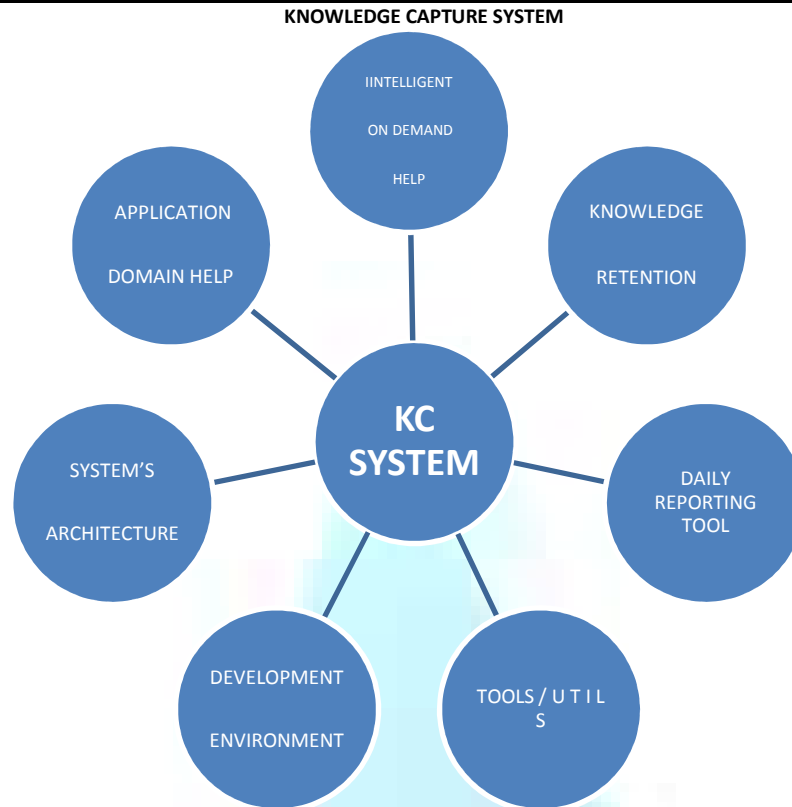 KNOWLEDGE CAPTURE SYSTEM
IINTELLIGENT
ON DEMAND
HELP
APPLICATION
DOMAIN HELP
KNOWLEDGE
RETENTION
KC
SYSTEM
SYSTEM’S
ARCHITECTURE
DAILY
REPORTING
TOOL
DEVELOPMENT
ENVIRONMENT
TOOLS / U T I L
S